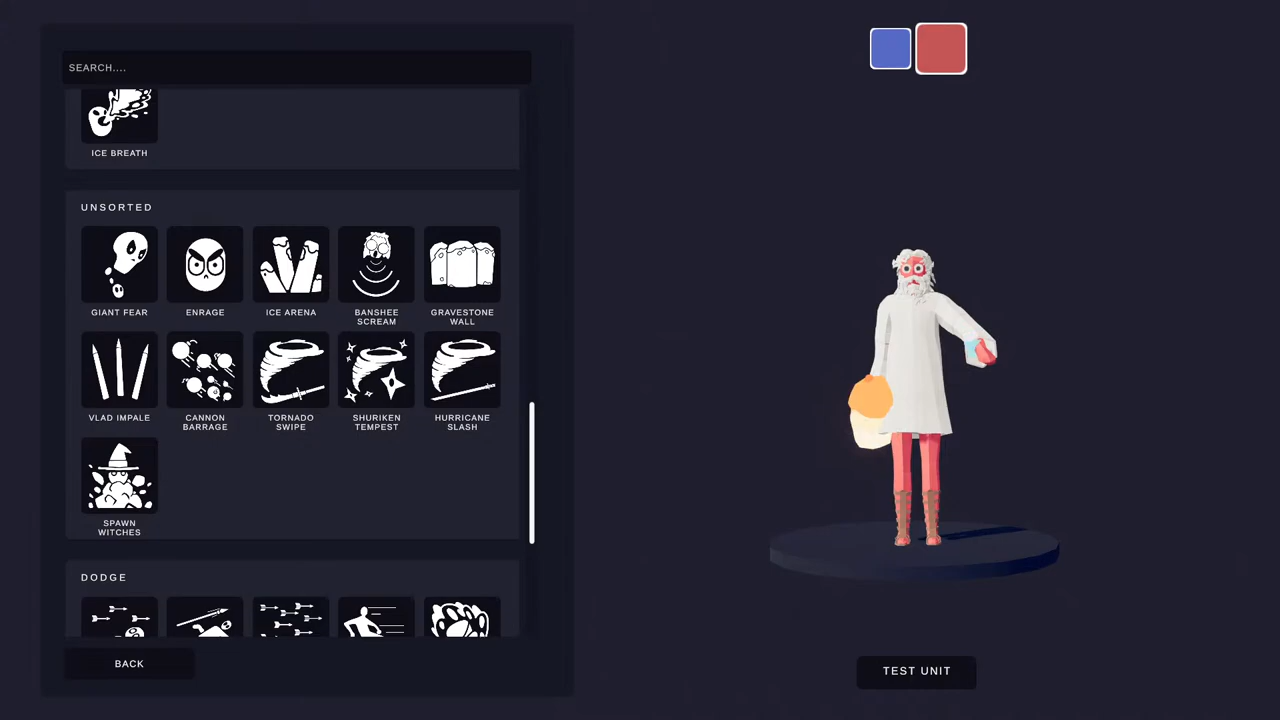 SEARCH....
ICE BREATH
UNSORTED
GIANT FEAR
ENRAGE
ICE ARENA
BANSHEE
SCREAM
GRAVESTONE
WALL
VLAD IMPALE
CANNON
BARRAGE
TORNADO
SWIPE
SHURIKEN
TEMPEST
HURRICANE
SLASH
SPAWN
WITCHES
DODGE
BACK
TEST UNIT